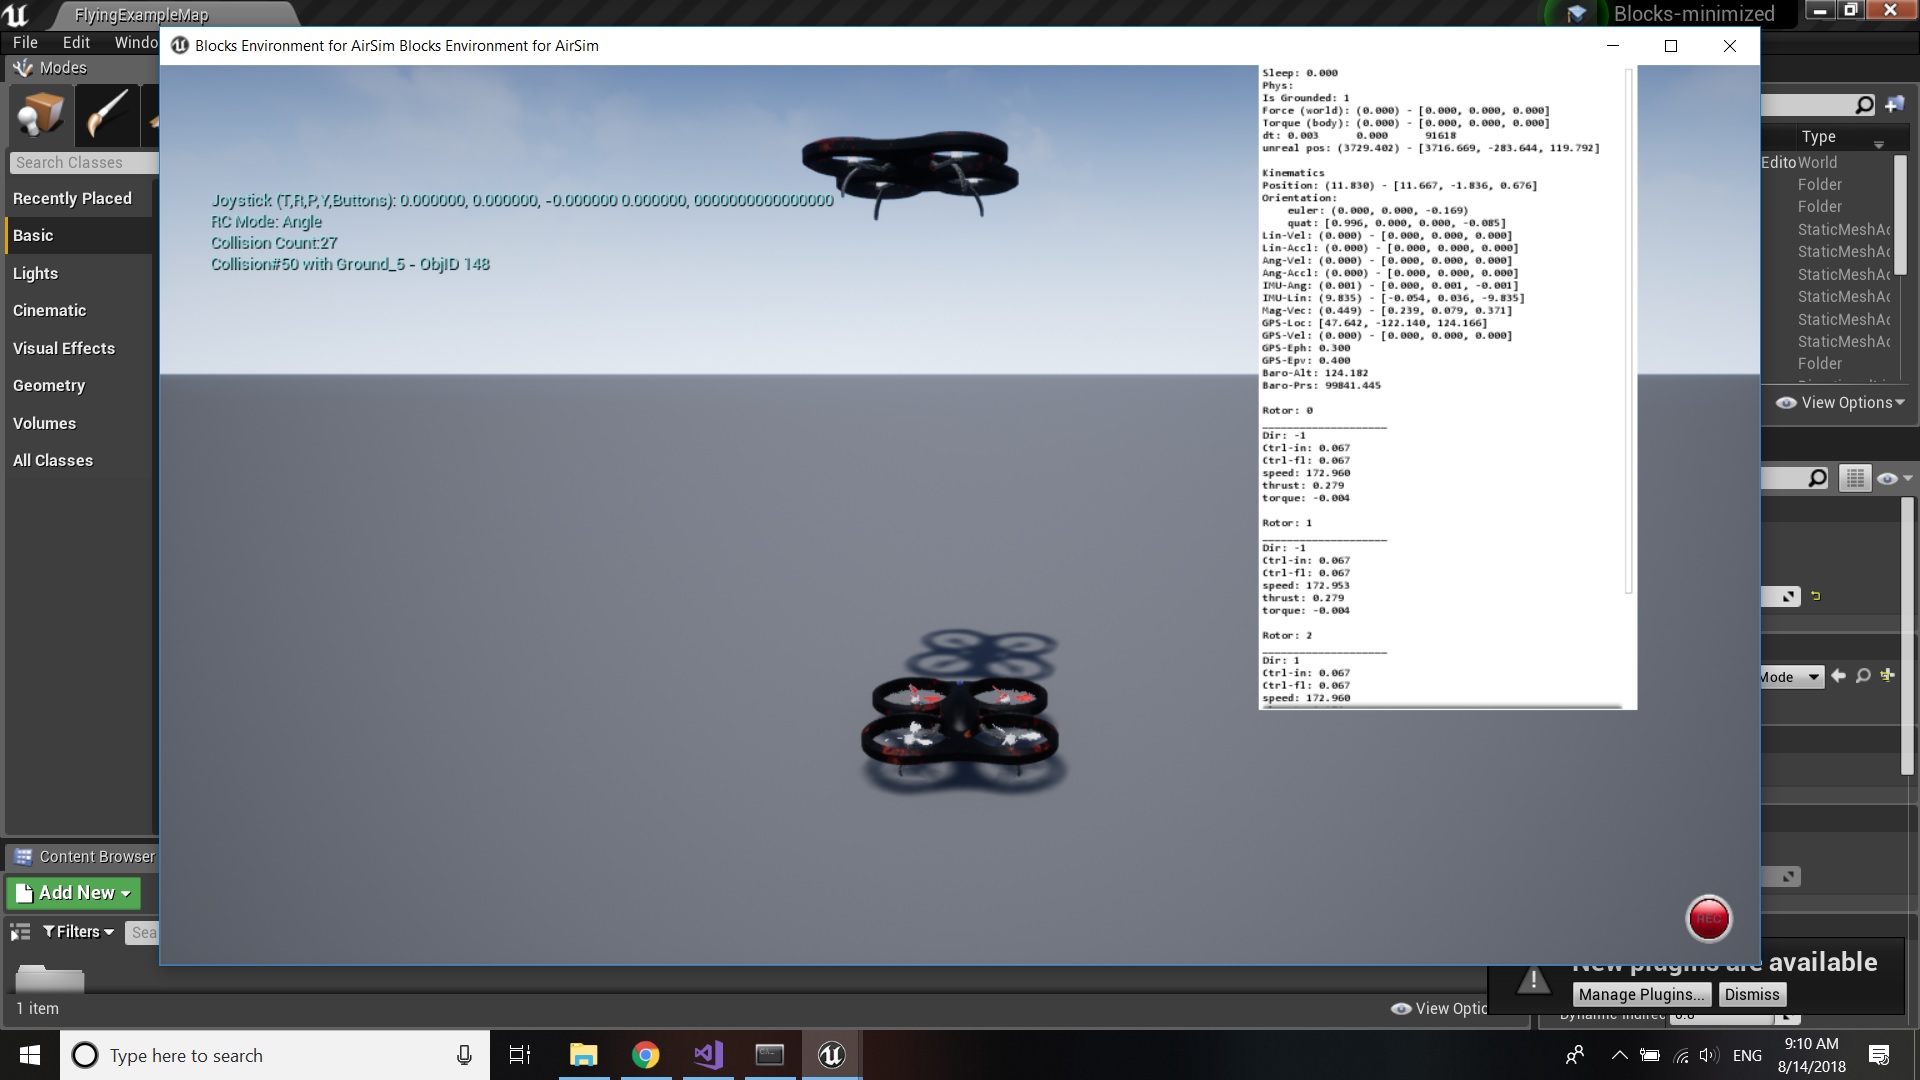 FlyingExampleMap
Blocks-minimized
File Edit Windo
Blocks Environment for AirSim Blocks Environment for AirSim
Modes
Search Classes
Recently Placed
Basic
Lights
Cinematic
Visual Effects
Geometry
Volumes
All Classes
Joystick (T,R,P,Y,Buttons): 0.000000, 0.000000, -0.000000 0.000000, 0000000000000000
RC Mode: Angle
Collision Count:27
Collision#50 with Ground_5 - ObjID 148
Sleep: 0.000
Phys:
Is Grounded: 1
Force (world): (0.000) - [0.000, 0.000, 0.000]
Torque (body): (0.000) - [0.000, 0.000, 0.000]
dt: 0.003 0.000 91618
unreal pos: (3729.402) - [3716.669, -283.644, 119.792]
Kinematics
Position: (11.830) - [11.667, -1.836, 0.676]
Orientation:
euler: (0.000, 0.000, -0.169)
quat: [0.996, 0.000, 0.000, -0.085]
Lin-Vel: (0.000) - [0.000, 0.000, 0.000]
Lin-Accl: (0.000) - [0.000, 0.000, 0.000]
Ang-Vel: (0.000) - [0.000, 0.000, 0.000]
Ang-Accl: (0.000) - [0.000, 0.000, 0.000]
IMU-Ang: (0.001) - [0.000, 0.001, -0.001]
IMU-Lin: (9.835) - [-0.054, 0.036, -9.835]
Mag-Vec: (0.449) - [0.239, 0.079, 0.371]
GPS-Loc: [47.642, -122.140, 124.166]
GPS-Vel: (0.000) - [0.000, 0.000, 0.000]
GPS-Eph: 0.300
GPS-Epv: 0.400
Baro-Alt: 124.182
Baro-Prs: 99841.445
Rotor: 0
Dir: -1
Ctrl-in: 0.067
Ctrl-fl: 0.067
speed: 172.960
thrust: 0.279
torque: -0.004
Rotor: 1
Dir: -1
Ctrl-in: 0.067
Ctrl-fl: 0.067
speed: 172.953
thrust: 0.279
torque: -0.004
Rotor: 2
Dir: 1
Ctrl-in: 0.067
Ctrl-fl: 0.067
speed: 172.960
REC
Type
Edito World
Folder
Folder
StaticMeshAc
StaticMeshAc
StaticMeshAc
StaticMeshAc
StaticMeshAc
StaticMeshAc
Folder
View Options
Mode
Content Browser
Add New
Filters
Sea
1 item
View Optio
New plugins are available
Manage Plugins...
Dismiss
Dynamic Indirec
Type here to search
ENG
9:10 AM
8/14/2018